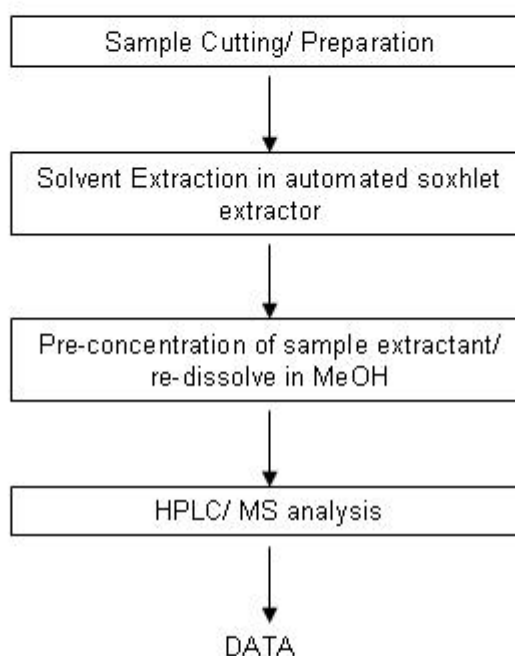 Sample Cutting/ Preparation
Solvent Extraction in automated soxhlet
extractor
Pre-concentration of sample extractant/
re-dissolve in MeOH
HPLC/ MS analysis
DATA